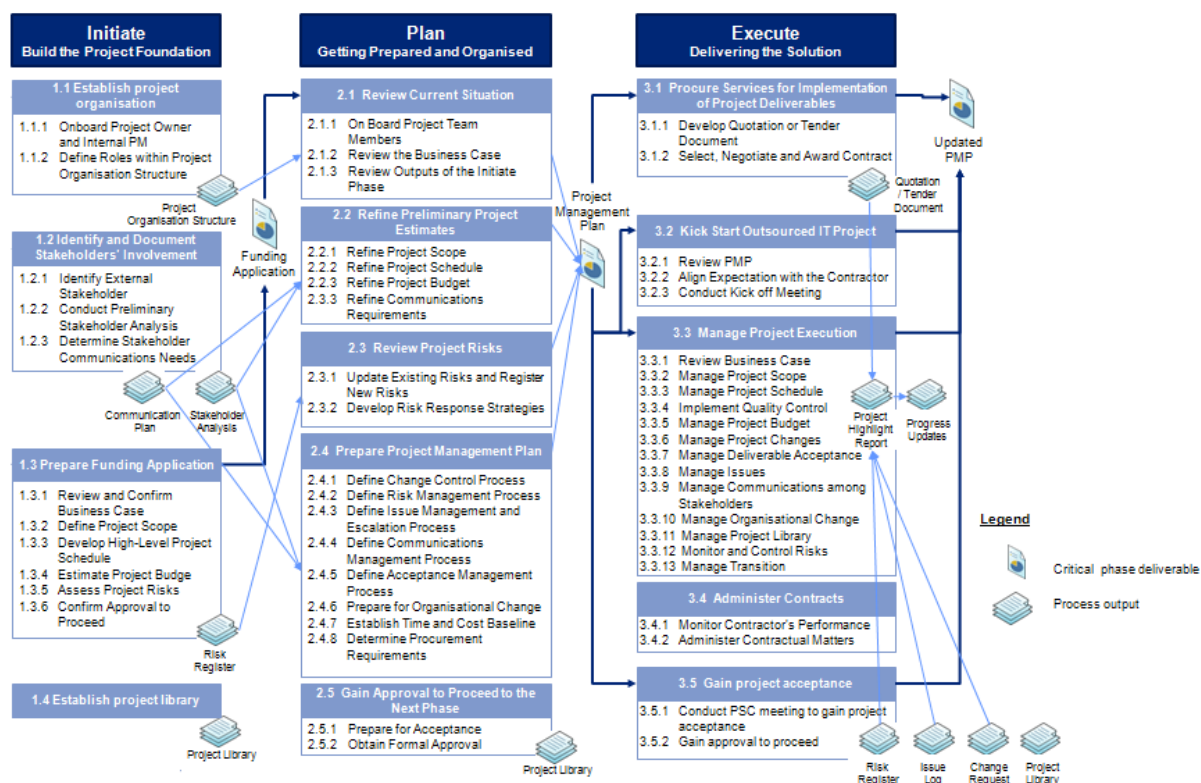 Initiate
Build the Project Foundation
1.1 Establish project
organisation
1.1.1 Onboard Project Owner
and Internal PM
1.1.2 Define Roles within Project
Organisation Structure
Project
Organisation Structure
1.2 Identify and Document
Stakeholders' Involvement
1.2.1 Identify External
Stakeholder
1.2.2 Conduct Preliminary
Stakeholder Analysis
1.2.3 Determine Stakeholder
Communications Needs
Communication
Plan
Stakeholder
Analysis
1.3 Prepare Funding Application
1.3.1 Review and Confirm
Business Case
1.3.2 Define Project Scope
1.3.3 Develop High-Level Project
Schedule
1.3.4 Estimate Project Budge
1.3.5 Assess Project Risks
1.3.6 Confirm Approval to
Proceed
Risk
Register
1.4 Establish project library
Project Library
Funding
Application
Plan
Getting Prepared and Organised
2.1 Review Current Situation
2.1.1 On Board Project Team
Members
2.1.2 Review the Business Case
2.1.3 Review Outputs of the Initiate
Phase
2.2 Refine Preliminary Project
Estimates
2.2.1 Refine Project Scope
2.2.2 Refine Project Schedule
2.2.3 Refine Project Budget
2.3.3 Refine Communications
Requirements
2.3 Review Project Risks
2.3.1 Update Existing Risks and Register
New Risks
2.3.2 Develop Risk Response Strategies
2.4 Prepare Project Management Plan
2.4.1 Define Change Control Process
2.4.2 Define Risk Management Process
2.4.3 Define Issue Management and
Escalation Process
2.4.4 Define Communications
Management Process
2.4.5 Define Acceptance Management
Process
2.4.6 Prepare for Organisational Change
2.4.7 Establish Time and Cost Baseline
2.4.8 Determine Procurement
Requirements
2.5 Gain Approval to Proceed to the
Next Phase
2.5.1 Prepare for Acceptance
2.5.2 Obtain Formal Approval
Project Library
Project
Management
Plan
Execute
Delivering the Solution
3.1 Procure Services for Implementation
of Project Deliverables
3.1.1 Develop Quotation or Tender
Document
3.1.2 Select, Negotiate and Award Contract
Quotation
/ Tender
Document
Updated
PMP
3.2 Kick Start Outsourced IT Project
3.2.1 Review PMP
3.2.2 Align Expectation with the Contractor
3.2.3 Conduct Kick off Meeting
3.3 Manage Project Execution
3.3.1 Review Business Case
3.3.2 Manage Project Scope
3.3.3 Manage Project Schedule
3.3.4 Implement Quality Control
3.3.5 Manage Project Budget
3.3.6 Manage Project Changes
3.3.7 Manage Deliverable Acceptance
3.3.8 Manage Issues
3.3.9 Manage Communications among
Stakeholders
3.3.10 Manage Organisational Change
3.3.11 Manage Project Library
3.3.12 Monitor and Control Risks
3.3.13 Manage Transition
Project
Highlight
Report
Progress
Updates
3.4 Administer Contracts
3.4.1 Monitor Contractor's Performance
3.4.2 Administer Contractual Matters
3.5 Gain project acceptance
3.5.1 Conduct PSC meeting to gain project
acceptance
3.5.2 Gain approval to proceed
Risk
Register
Issue
Log
Change
Request
Project
Library
Legend
Critical phase deliverable
Process output